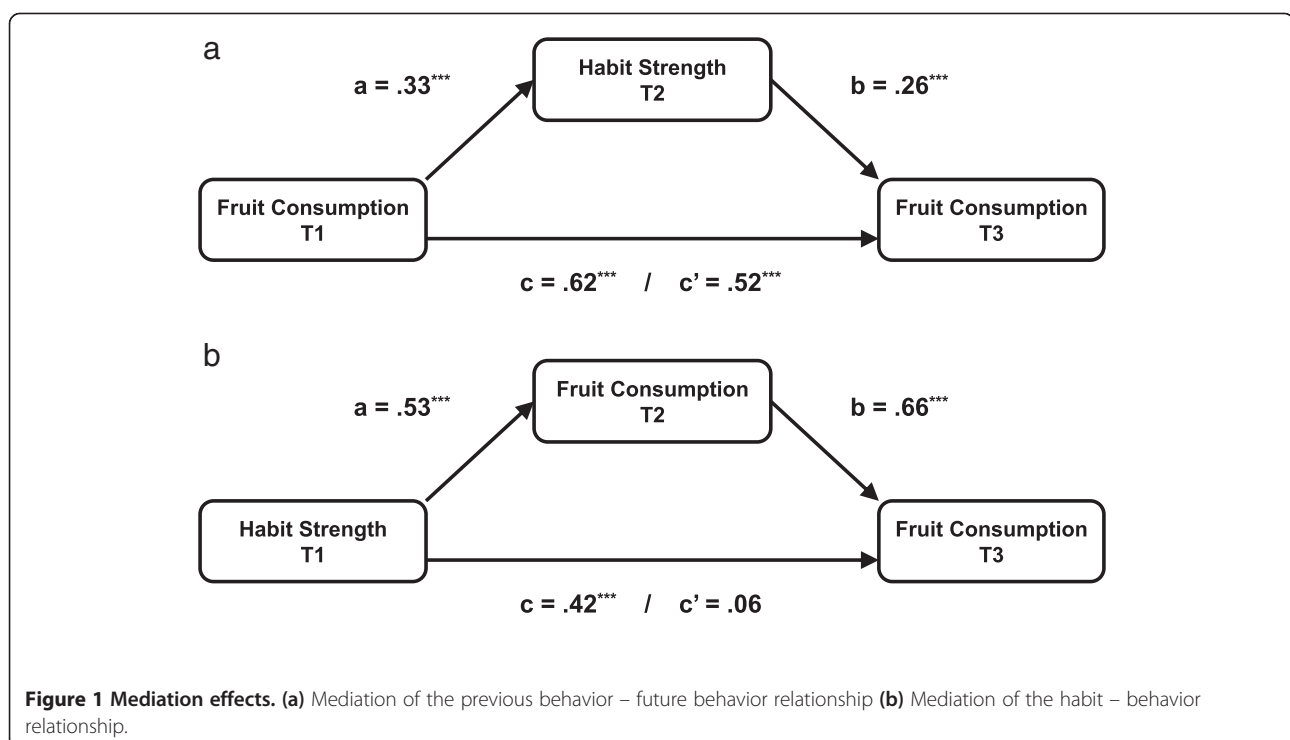 a
Habit Strength
T2
a = .33***
b = .26***
Fruit Consumption
T1
Fruit Consumption
T3
c = .62*** / c' = .52***
b
Fruit Consumption
T2
a = .53***
b = .66***
Habit Strength
T1
Fruit Consumption
T3
c = .42*** / c' = .06
Figure 1 Mediation effects. (a) Mediation of the previous behavior – future behavior relationship (b) Mediation of the habit – behavior
relationship.